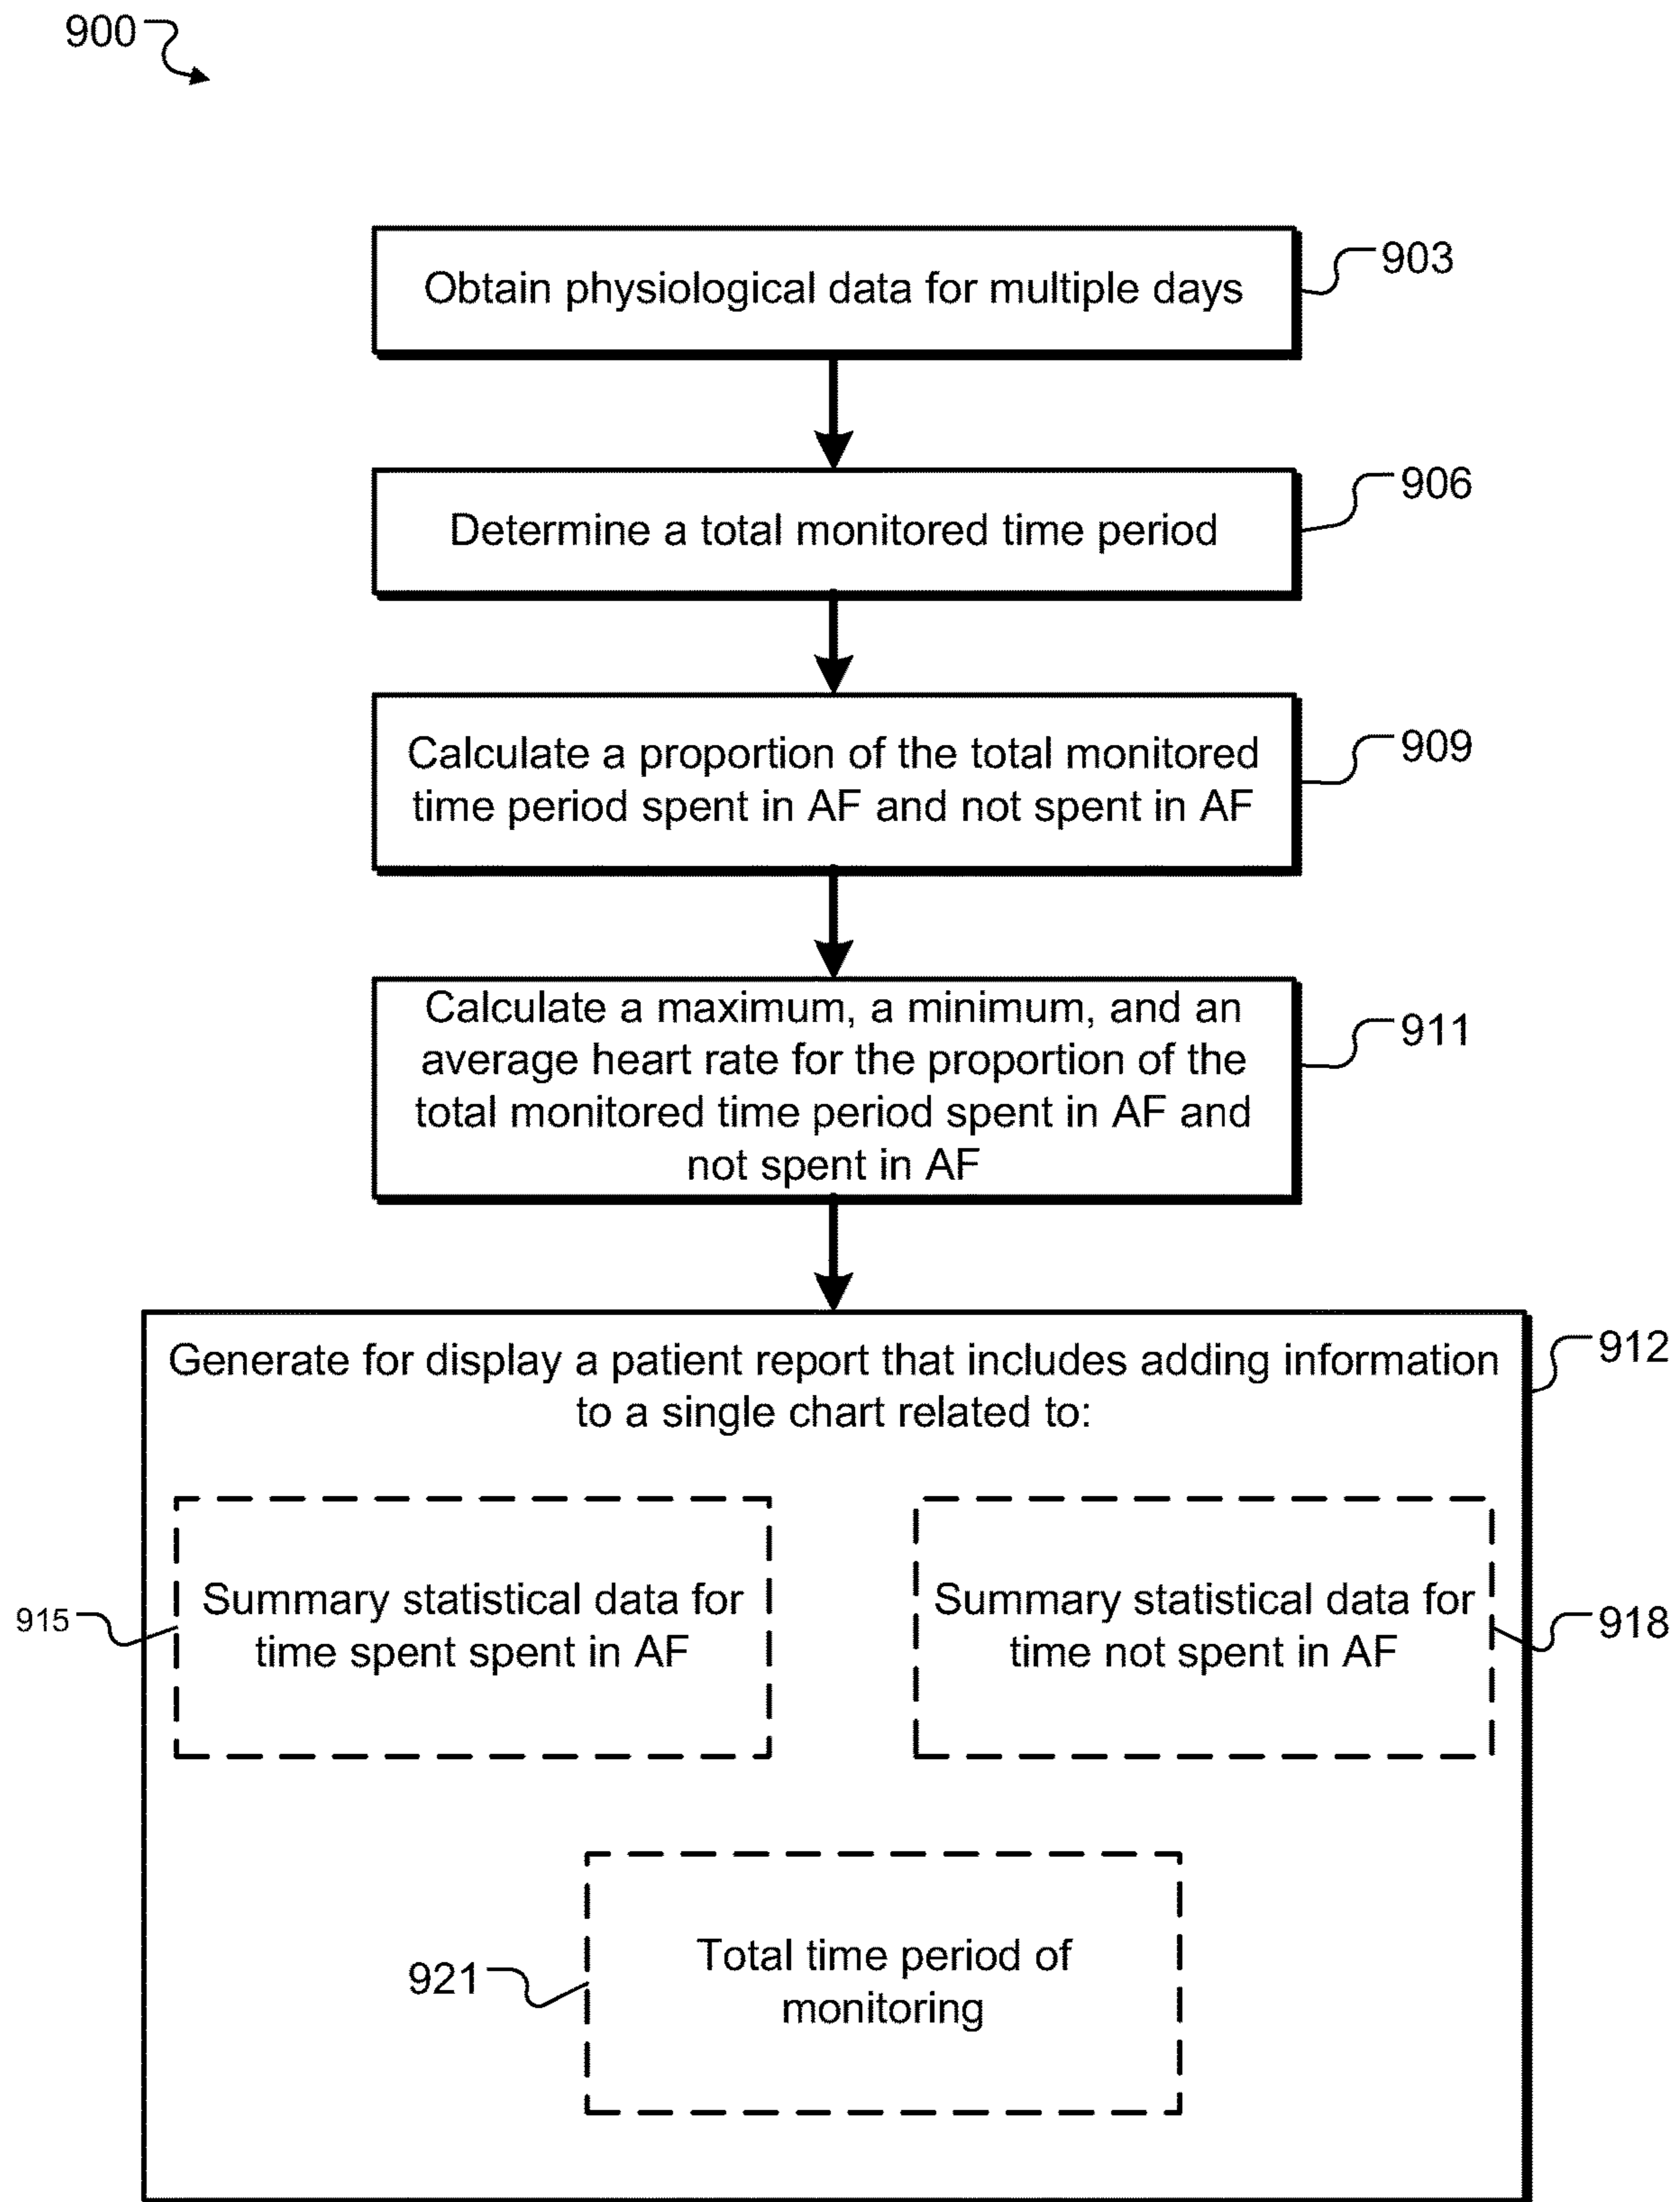 900
Obtain physiological data for multiple days
903
Determine a total monitored time period
906
Calculate a proportion of the total monitored
time period spent in AF and not spent in AF
909
Calculate a maximum, a minimum, and an
average heart rate for the proportion of the
total monitored time period spent in AF and
not spent in AF
911
Generate for display a patient report that includes adding information
to a single chart related to:
912
Summary statistical data for
time spent spent in AF
915
Summary statistical data for
time not spent in AF
918
Total time period of
monitoring
921